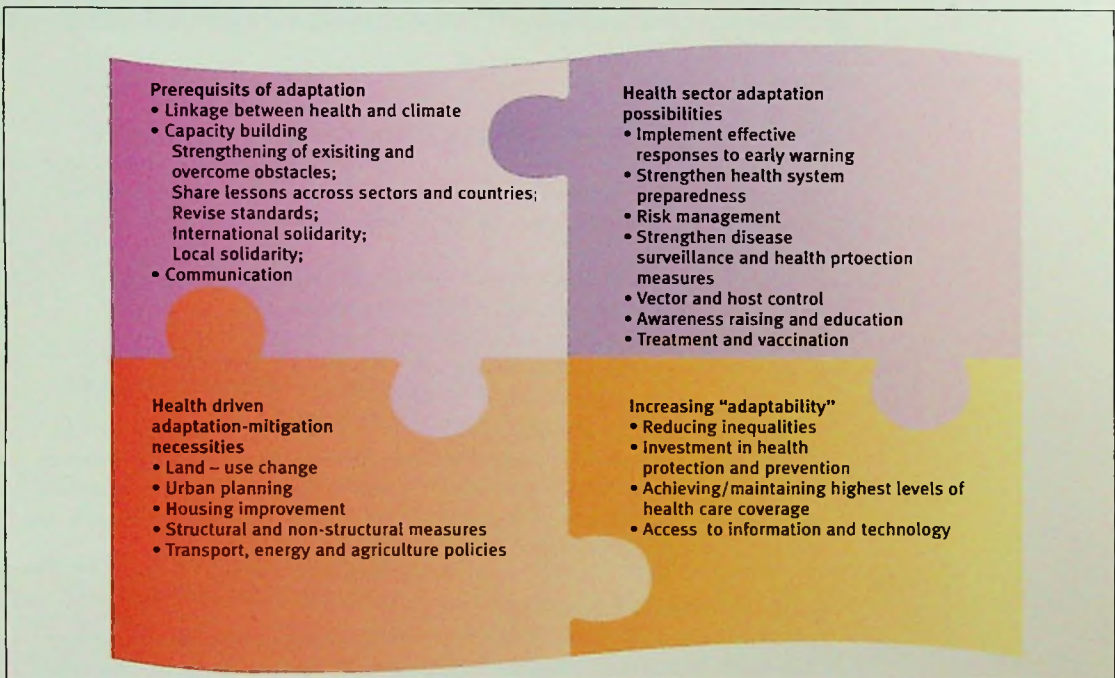 Prerequisits of adaptation
• Linkage between health and climate
• Capacity building
Strengthening of exisiting and
overcome obstacles;
Share lessons accross sectors and countries;
Revise standards;
International solidarity;
Local solidarity;
• Communication
Health sector adaptation
possibilities
• Implement effective
responses to early warning
• Strengthen health system
preparedness
• Risk management
• Strengthen disease
surveillance and health prtoection
measures
• Vector and host control
• Awareness raising and education
• Treatment and vaccination
Health driven
adaptation-mitigation
necessities
• Land – use change
• Urban planning
• Housing improvement
• Structural and non-structural measures
• Transport, energy and agriculture policies
Increasing “adaptability”
• Reducing inequalities
• Investment in health
protection and prevention
• Achieving/maintaining highest levels of
health care coverage
• Access to information and technology